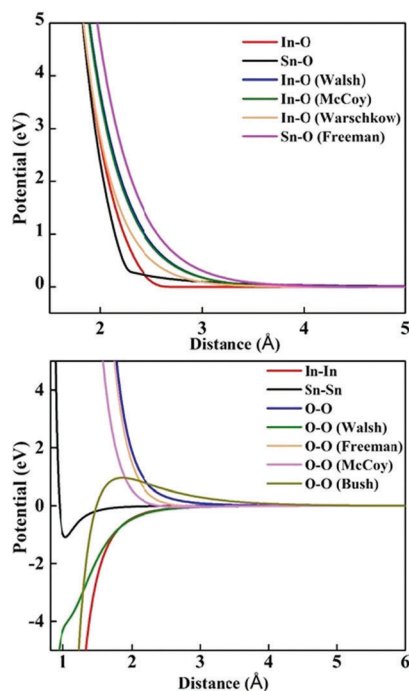 5
4
3
2
1
0
Potential (eV)
In-O
Sn-O
In-O (Walsh)
In-O (McCoy)
In-O (Warschkow)
Sn-O (Freeman)
2 3 4 5
Distance (Å)
4
2
0
-2
-4
Potential (eV)
In-In
Sn-Sn
O-O
O-O (Walsh)
O-O (Freeman)
O-O (McCoy)
O-O (Bush)
1 2 3 4 5 6
Distance (Å)